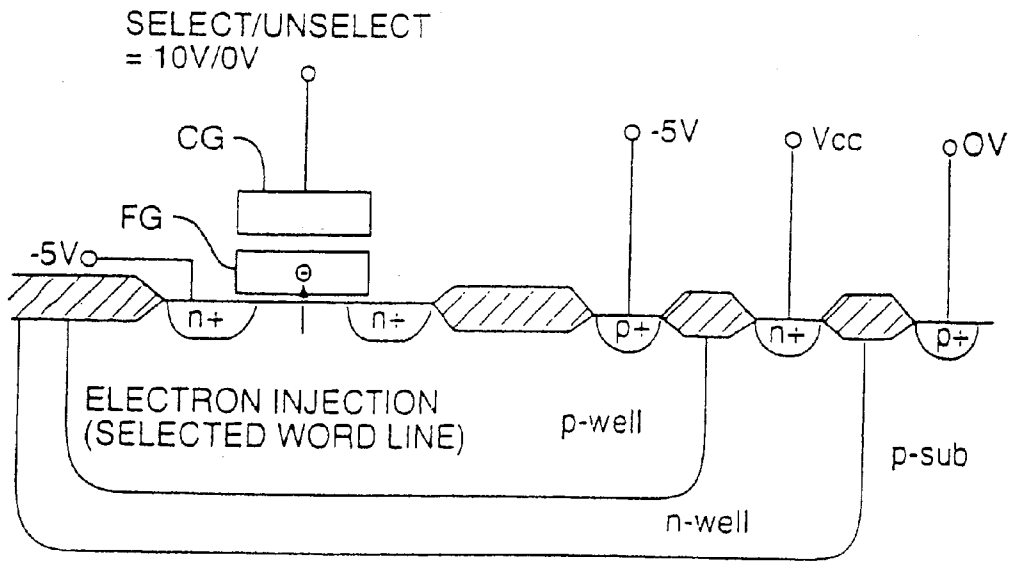 SELECT/UNSELECT
= 10V/0V
CG
-5V
Vcc
0V
FG
-5V
⊖
n+
n+
p+
n+
p+
ELECTRON INJECTION
(SELECTED WORD LINE)
p-well
p-sub
n-well